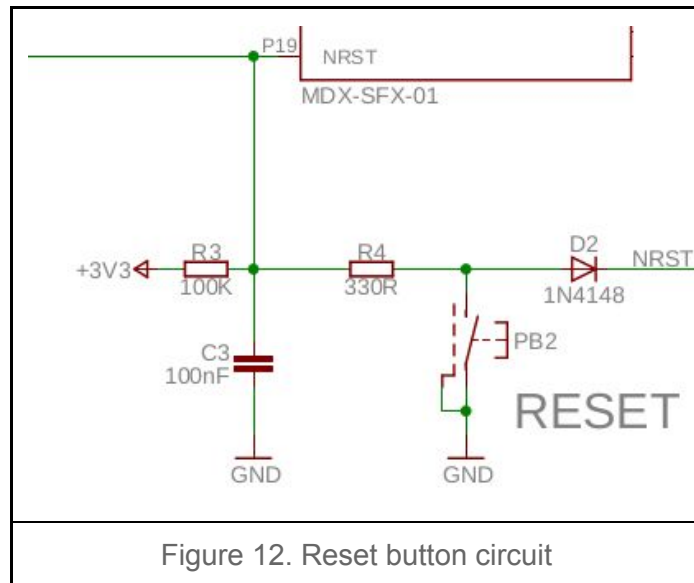 P19
NRST
MDX-SFX-01
R3
R4
D2
+3V3
NRST
100K
330R
1N4148
C3
PB2
100nF
RESET
GND
GND
Figure 12. Reset button circuit